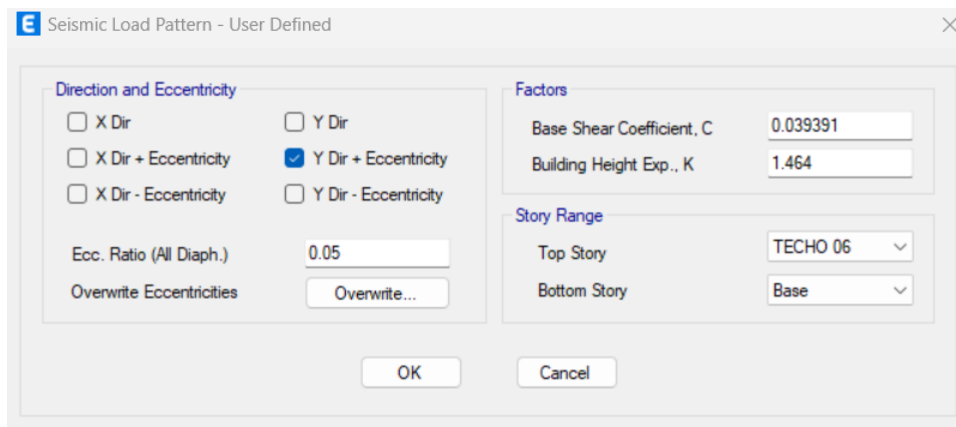 E Seismic Load Pattern - User Defined
Direction and Eccentricity
X Dir
Y Dir
X Dir + Eccentricity
Y Dir + Eccentricity
X Dir - Eccentricity
Y Dir - Eccentricity
Ecc. Ratio (All Diaph.)
0.05
Overwrite Eccentricities
Overwrite...
Factors
Base Shear Coefficient, C
0.039391
Building Height Exp., K
1.464
Story Range
Top Story
TECHO 06
Bottom Story
Base
OK
Cancel